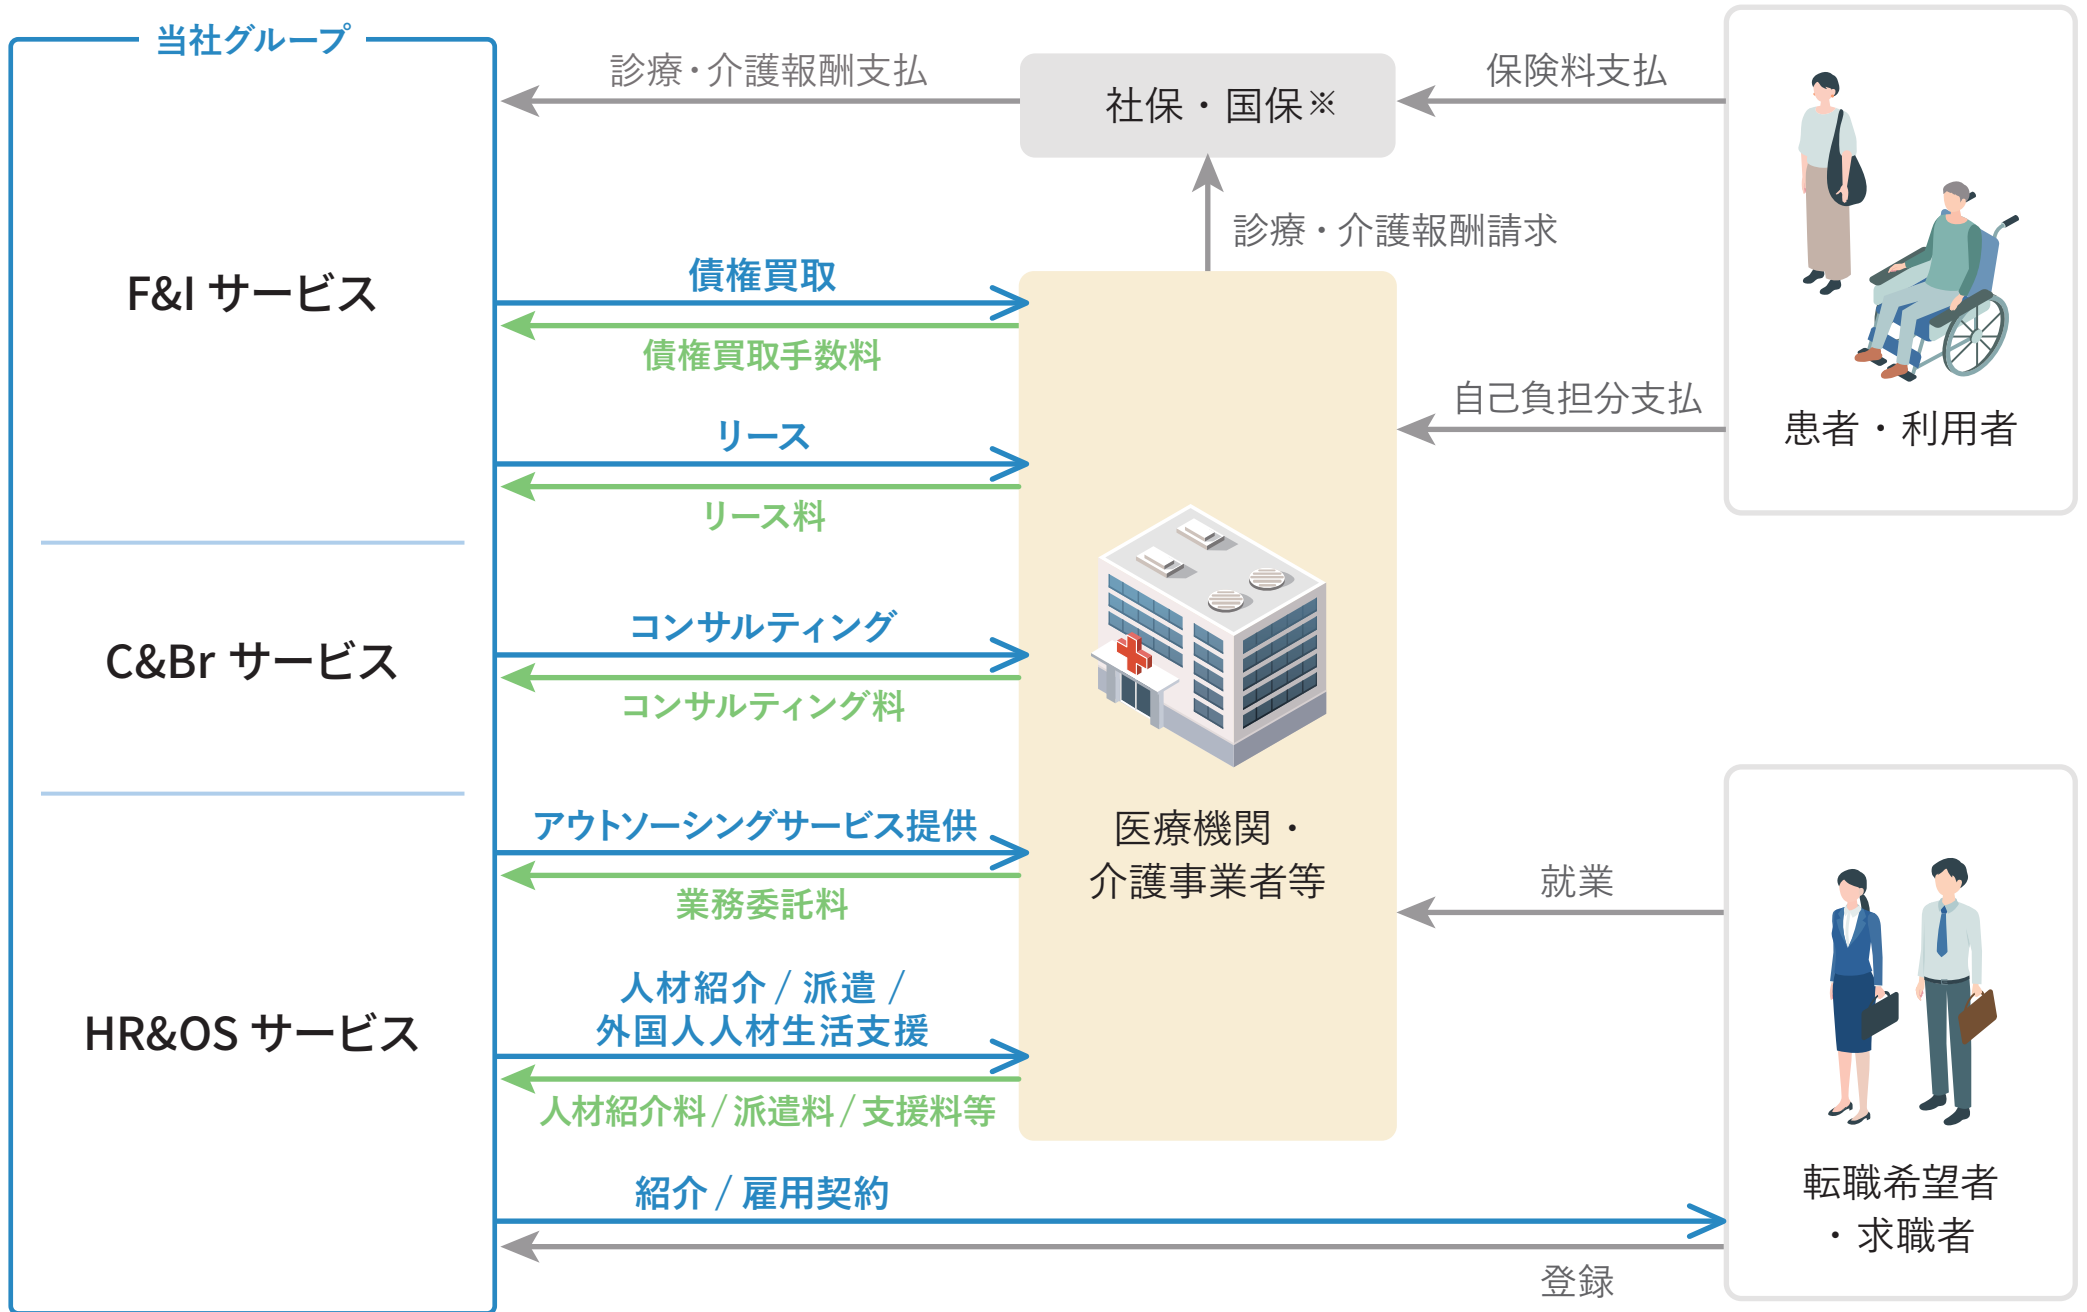 当社グループ
診療・介護報酬支払
社保・国保※
保険料支払
診療・介護報酬請求
F&I サービス
債権買取
債権買取手数料
自己負担分支払
患者・利用者
リース
リース料
C&Br サービス
コンサルティング
コンサルティング料
アウトソーシングサービス提供
業務委託料
医療機関・
介護事業者等
就業
HR&OS サービス
人材紹介 / 派遣 /
外国人人材生活支援
人材紹介料 / 派遣料 / 支援料等
紹介 / 雇用契約
転職希望者
・求職者
登録